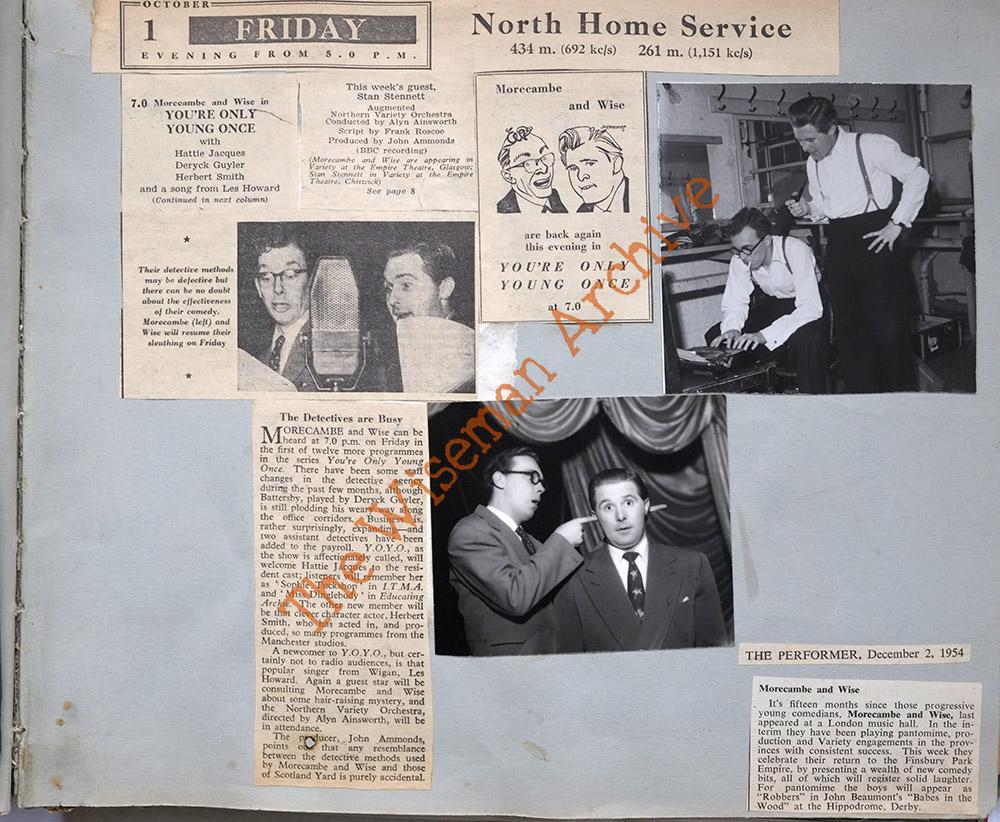 OCTOBER
1 FRIDAY
EVENING FROM 5.0 P.M.
North Home Service
434 m. (692 kc/s) 261 m. (1,151 kc/s)
7.0 Morecambe and Wise in
YOU'RE ONLY
YOUNG ONCE
with
Hattie Jacques
Deryck Guyler
Herbert Smith
and a song from Les Howard
(Continued in next column)
This week's guest,
Stan Stennett
Augmented
Northern Variety Orchestra
Conducted by Alyn Ainsworth
Script by Frank Roscoe
Produced by John Ammonds
(BBC recording)
(Morecambe and Wise are appearing in
Variety at the Empire Theatre, Glasgow;
Stan Stennett in Variety at the Empire
Theatre, Chiswick)
See page 8
Their detective methods
may be defective but
there can be no doubt
about the effectiveness
of their comedy.
Morecambe (left) and
Wise will resume their
sleuthing on Friday
Morecambe
and Wise
are back again
this evening in
YOU'RE ONLY
YOUNG ONCE
at 7.0
The Detectives are Busy
MORECAMBE and Wise can be
heard at 7.0 p.m. on Friday in
the first of twelve more programmes
in the series You're Only Young
Once. There have been some staff
changes in the detective agency
during the past few months, although
Battersby, played by Deryck Guyler,
is still plodding his weary way along
the office corridors. Business is,
rather surprisingly, expanding—and
two assistant detectives have been
added to the payroll. Y.O.Y.O., as
the show is affectionately called, will
welcome Hattie Jacques to the resi-
dent cast; listeners remember her
as 'Sophie Tuckshop' in I.T.M.A.
and 'Miss Dinglebody' in Educating
Archie. The other new member will
be that clever character actor, Herbert
Smith, who has acted in, and pro-
duced, so many programmes from the
Manchester studios.
A newcomer to Y.O.Y.O., but cer-
tainly not to radio audiences, is that
popular singer from Wigan, Les
Howard. Again a guest star will be
consulting Morecambe and Wise
about some hair-raising mystery, and
the Northern Variety Orchestra,
directed by Alyn Ainsworth, will be
in attendance.
The producer, John Ammonds,
points out that any resemblance
between the detective methods used
by Morecambe and Wise and those
of Scotland Yard is purely accidental.
THE PERFORMER, December 2, 1954
Morecambe and Wise
It's fifteen months since those progressive
young comedians, Morecambe and Wise, last
appeared at a London music hall. In the in-
terim they have been playing pantomime, pro-
duction and Variety engagements in the prov-
inces with consistent success. This week they
celebrate their return to the Finsbury Park
Empire, by presenting a wealth of new comedy
bits, all of which will register solid laughter.
For pantomime the boys will appear as
"Robbers" in John Beaumont's "Babes in the
Wood" at the Hippodrome, Derby.
The Wiseman Archive